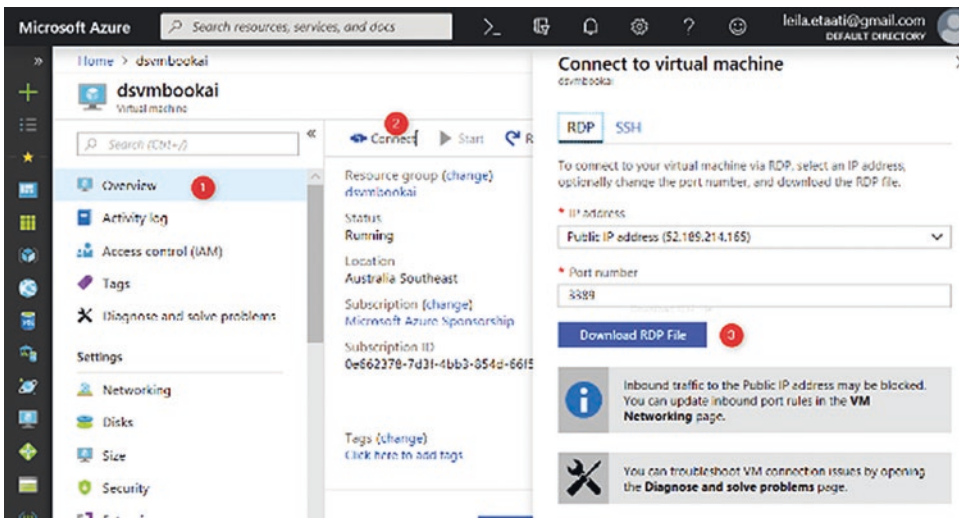 Microsoft Azure
Search resources, services, and docs
leila.etaati@gmail.com
DEFAULT DIRECTORY
Home > dsvmbookai
dsvmbookai
Virtual machine
Search (Ctrl+/)
Overview
1
Activity log
Access control (IAM)
Tags
Diagnose and solve problems
Settings
Networking
Disks
Size
Security
2
Connect
Start
Resource group (change)
dsvmbookai
Status
Running
Location
Australia Southeast
Subscription (change)
Microsoft Azure Sponsorship
Subscription ID
Tags (change)
Click here to add tags
Connect to virtual machine
dsvmbookai
RDP SSH
To connect to your virtual machine via RDP, select an IP address,
optionally change the port number, and download the RDP file.
* IP address
Public IP address (52.189.214.165)
* Port number
3389
Download RDP File
3
Inbound traffic to the Public IP address may be blocked.
You can update inbound port rules in the VM
Networking page.
You can troubleshoot VM connection issues by opening
the Diagnose and solve problems page.